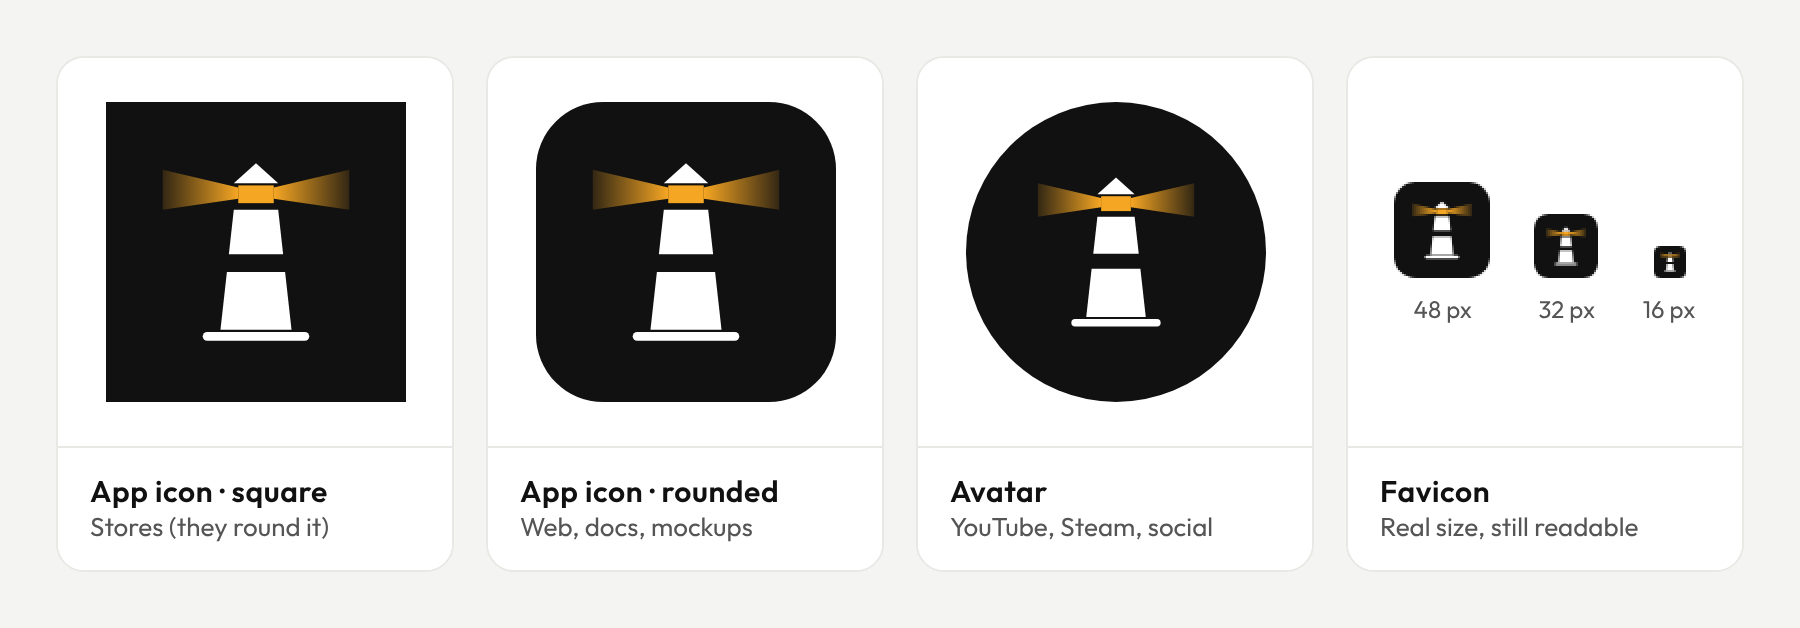 48 px
32 px
16 px
App icon · square
Stores (they round it)
App icon · rounded
Web, docs, mockups
Avatar
YouTube, Steam, social
Favicon
Real size, still readable